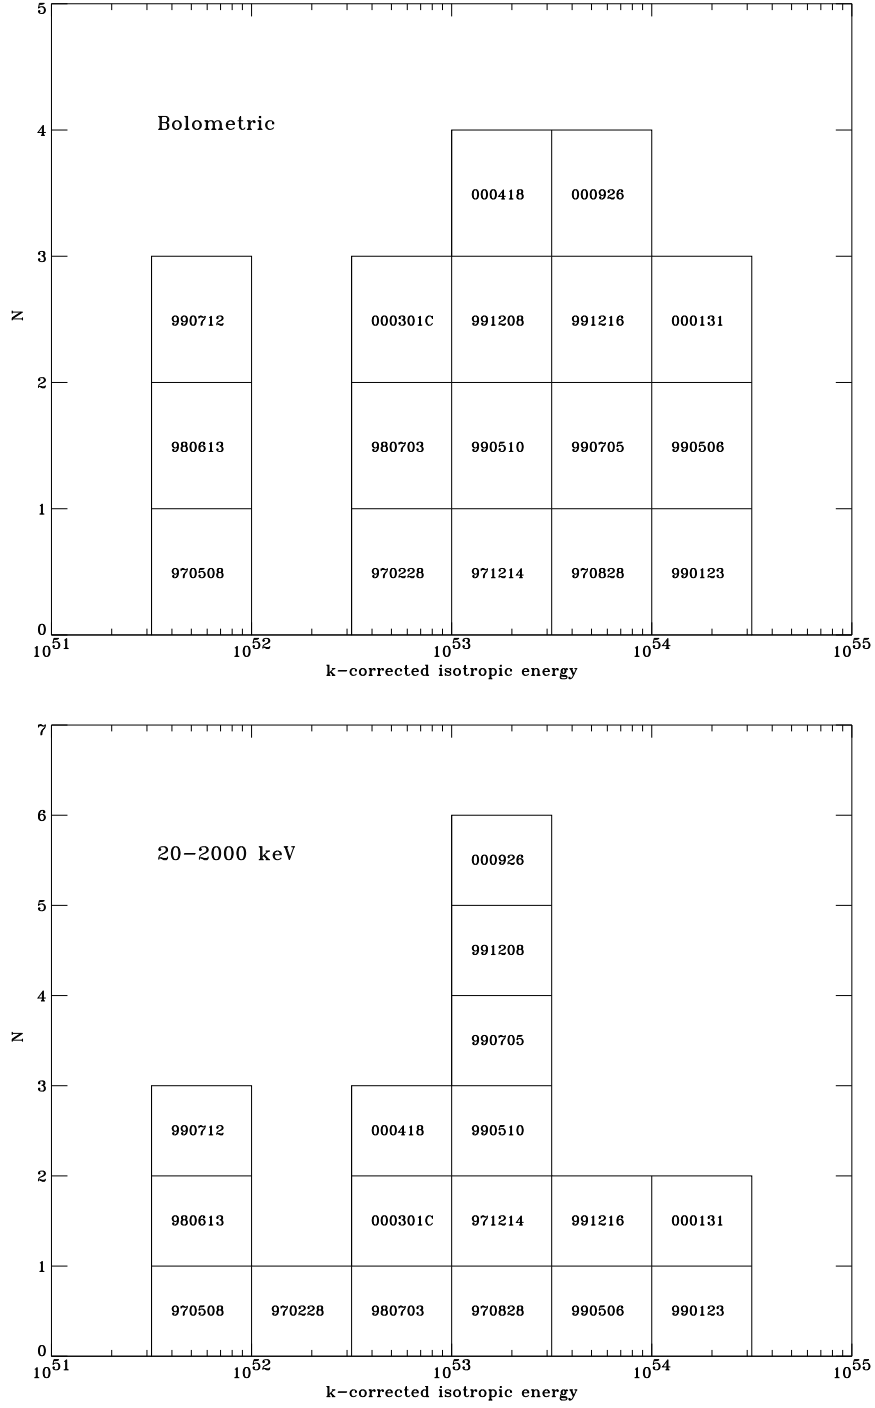 5
Bolometric
4
000418 000926
3
990712 000301C 991208 991216 000131
N
2
980613 980703 990510 990705 990506
1
970508 970228 971214 970828 990123
0
10^51 10^52 10^53 10^54 10^55
k-corrected isotropic energy
7
6
20-2000 keV
000926
5
991208
4
990705
N
3
990712 000418 990510
2
980613 000301C 971214 991216 000131
1
970508 970228 980703 970828 990506 990123
0
10^51 10^52 10^53 10^54 10^55
k-corrected isotropic energy